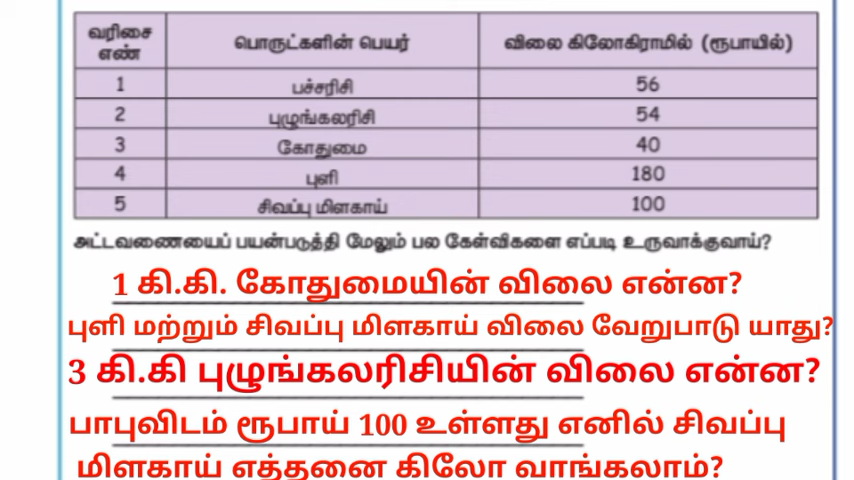 வரிசை எண் பொருட்களின் பெயர் விலை கிலோகிராமில் (ரூபாயில்)
1 பச்சரிசி 56
2 புழுங்கலரிசி 54
3 கோதுமை 40
4 புளி 180
5 சிவப்பு மிளகாய் 100
அட்டவணையைப் பயன்படுத்தி மேலும் பல கேள்விகளை எப்படி உருவாக்குவாய்?
1 கி.கி. கோதுமையின் விலை என்ன?
புளி மற்றும் சிவப்பு மிளகாய் விலை வேறுபாடு யாது?
3 கி.கி புழுங்கலரிசியின் விலை என்ன?
பாபுவிடம் ரூபாய் 100 உள்ளது எனில் சிவப்பு
மிளகாய் எத்தனை கிலோ வாங்கலாம்?